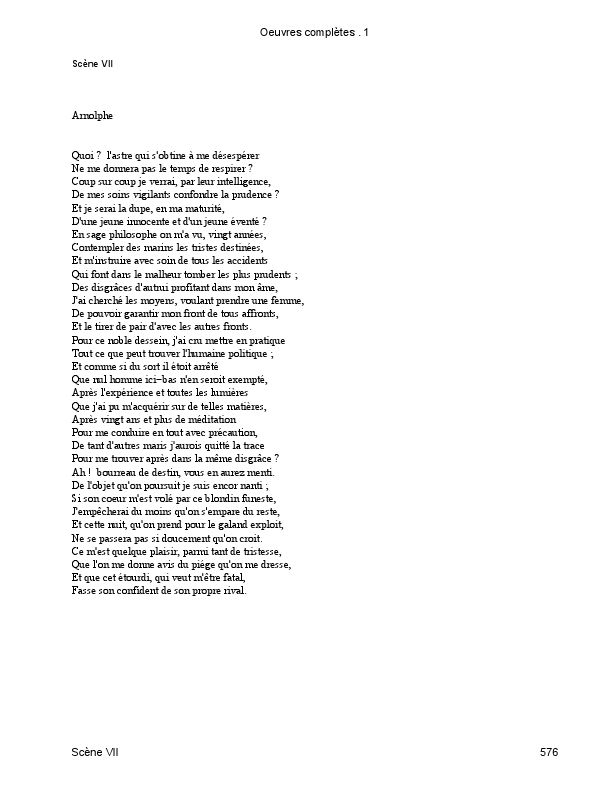 Oeuvres complètes . 1
Scène VII
Arnolphe
Quoi ? l'astre qui s'obtine à me désespérer
Ne me donnera pas le temps de respirer ?
Coup sur coup je verrai, par leur intelligence,
De mes soins vigilants confondre la prudence ?
Et je serai la dupe, en ma maturité,
D'une jeune innocente et d'un jeune éventé ?
En sage philosophe on m'a vu, vingt années,
Contempler des marins les tristes destinées,
Et m'instruire avec soin de tous les accidents
Qui font dans le malheur tomber les plus prudents ;
Des disgrâces d'autrui profitant dans mon âme,
J'ai cherché les moyens, voulant prendre une femme,
De pouvoir garantir mon front de tous affronts,
Et le tirer de pair d'avec les autres fronts.
Pour ce noble dessein, j'ai cru mettre en pratique
Tout ce que peut trouver l'humaine politique ;
Et comme si du sort il étoit arrêté
Que nul homme ici-bas n'en seroit exempté,
Après l'expérience et toutes les lumières
Que j'ai pu m'acquérir sur de telles matières,
Après vingt ans et plus de méditation
Pour me conduire en tout avec précaution,
De tant d'autres maris j'aurois quitté la trace
Pour me trouver après dans la même disgrâce ?
Ah ! bourreau de destin, vous en aurez menti.
De l'objet qu'on poursuit je suis encor nanti ;
Si son coeur m'est volé par ce blondin funeste,
J'empêcherai du moins qu'on s'empare du reste,
Et cette nuit, qu'on prend pour le galand exploit,
Ne se passera pas si doucement qu'on croit.
Ce m'est quelque plaisir, parmi tant de tristesse,
Que l'on me donne avis du piége qu'on me dresse,
Et que cet étourdi, qui veut m'être fatal,
Fasse son confident de son propre rival.
Scène VII
576